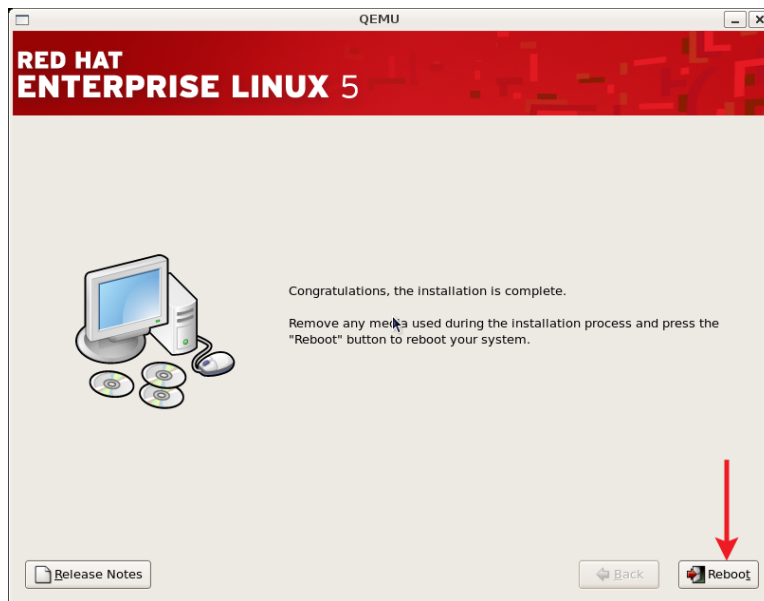 QEMU
RED HAT
ENTERPRISE LINUX 5
Congratulations, the installation is complete.
Remove any media used during the installation process and press the
"Reboot" button to reboot your system.
Release Notes
Back
Reboot